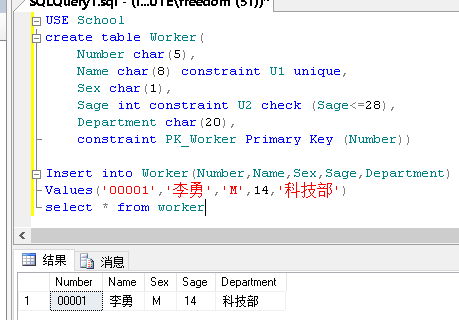 SQLQuery1.sql - (l...01E\freedom (51))*
USE School
create table Worker(
Number char(5),
Name char(8) constraint U1 unique,
Sex char(1),
Sage int constraint U2 check (Sage<=28),
Department char(20),
constraint PK_Worker Primary Key (Number))
Insert into Worker(Number,Name,Sex,Sage,Department)
Values('00001','李勇','M',14,'科技部')
select * from worker
结果 消息
Number Name Sex Sage Department
1 00001 李勇 M 14 科技部